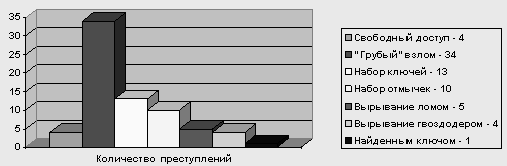 35
30
25
20
15
10
5
0
Количество преступлений
Свободный доступ - 4
"Грубый" взлом - 34
Набор ключей - 13
Набор отмычек - 10
Вырывание ломом - 5
Вырывание гвоздодером - 4
Найденным ключом - 1